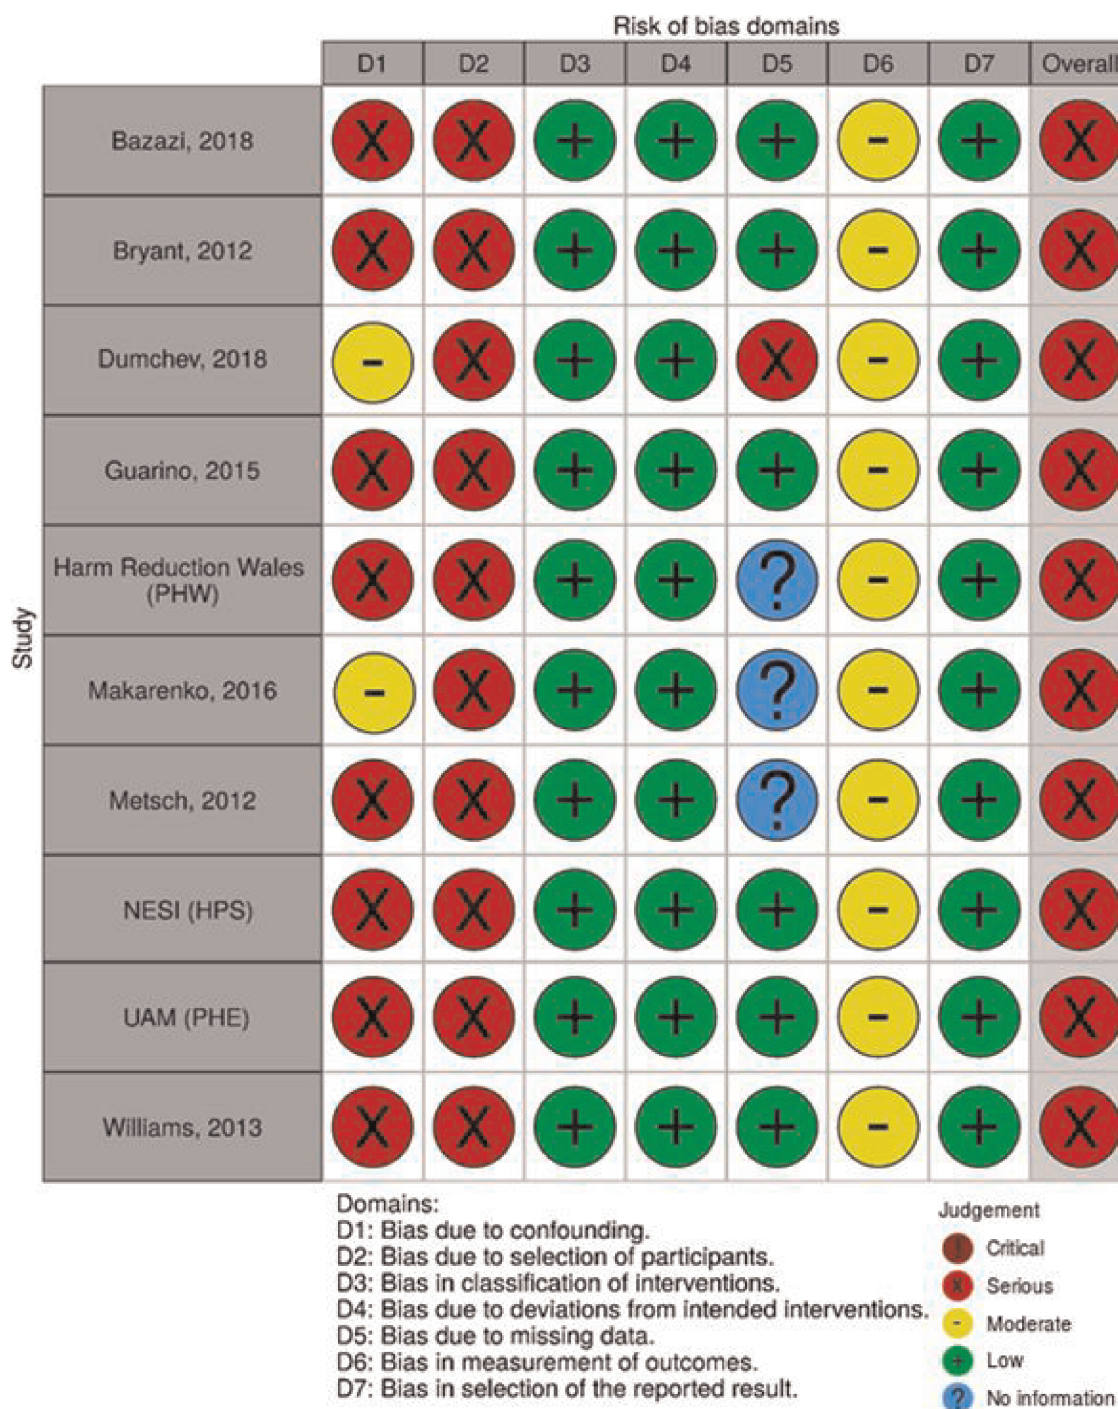 Risk of bias domains
D1 D2 D3 D4 D5 D6 D7 Overall
Study
Bazazi, 2018 X X + + + - + X
Bryant, 2012 X X + + + - + X
Dumchev, 2018 - X + + X - + X
Guarino, 2015 X X + + + - + X
Harm Reduction Wales
(PHW) X X + + ? - + X
Makarenko, 2016 - X + + ? - + X
Metsch, 2012 X X + + ? - + X
NESI (HPS) X X + + + - + X
UAM (PHE) X X + + + - + X
Williams, 2013 X X + + + - + X
Domains:
D1: Bias due to confounding.
D2: Bias due to selection of participants.
D3: Bias in classification of interventions.
D4: Bias due to deviations from intended interventions.
D5: Bias due to missing data.
D6: Bias in measurement of outcomes.
D7: Bias in selection of the reported result.
Judgement
! Critical
X Serious
- Moderate
+ Low
? No information